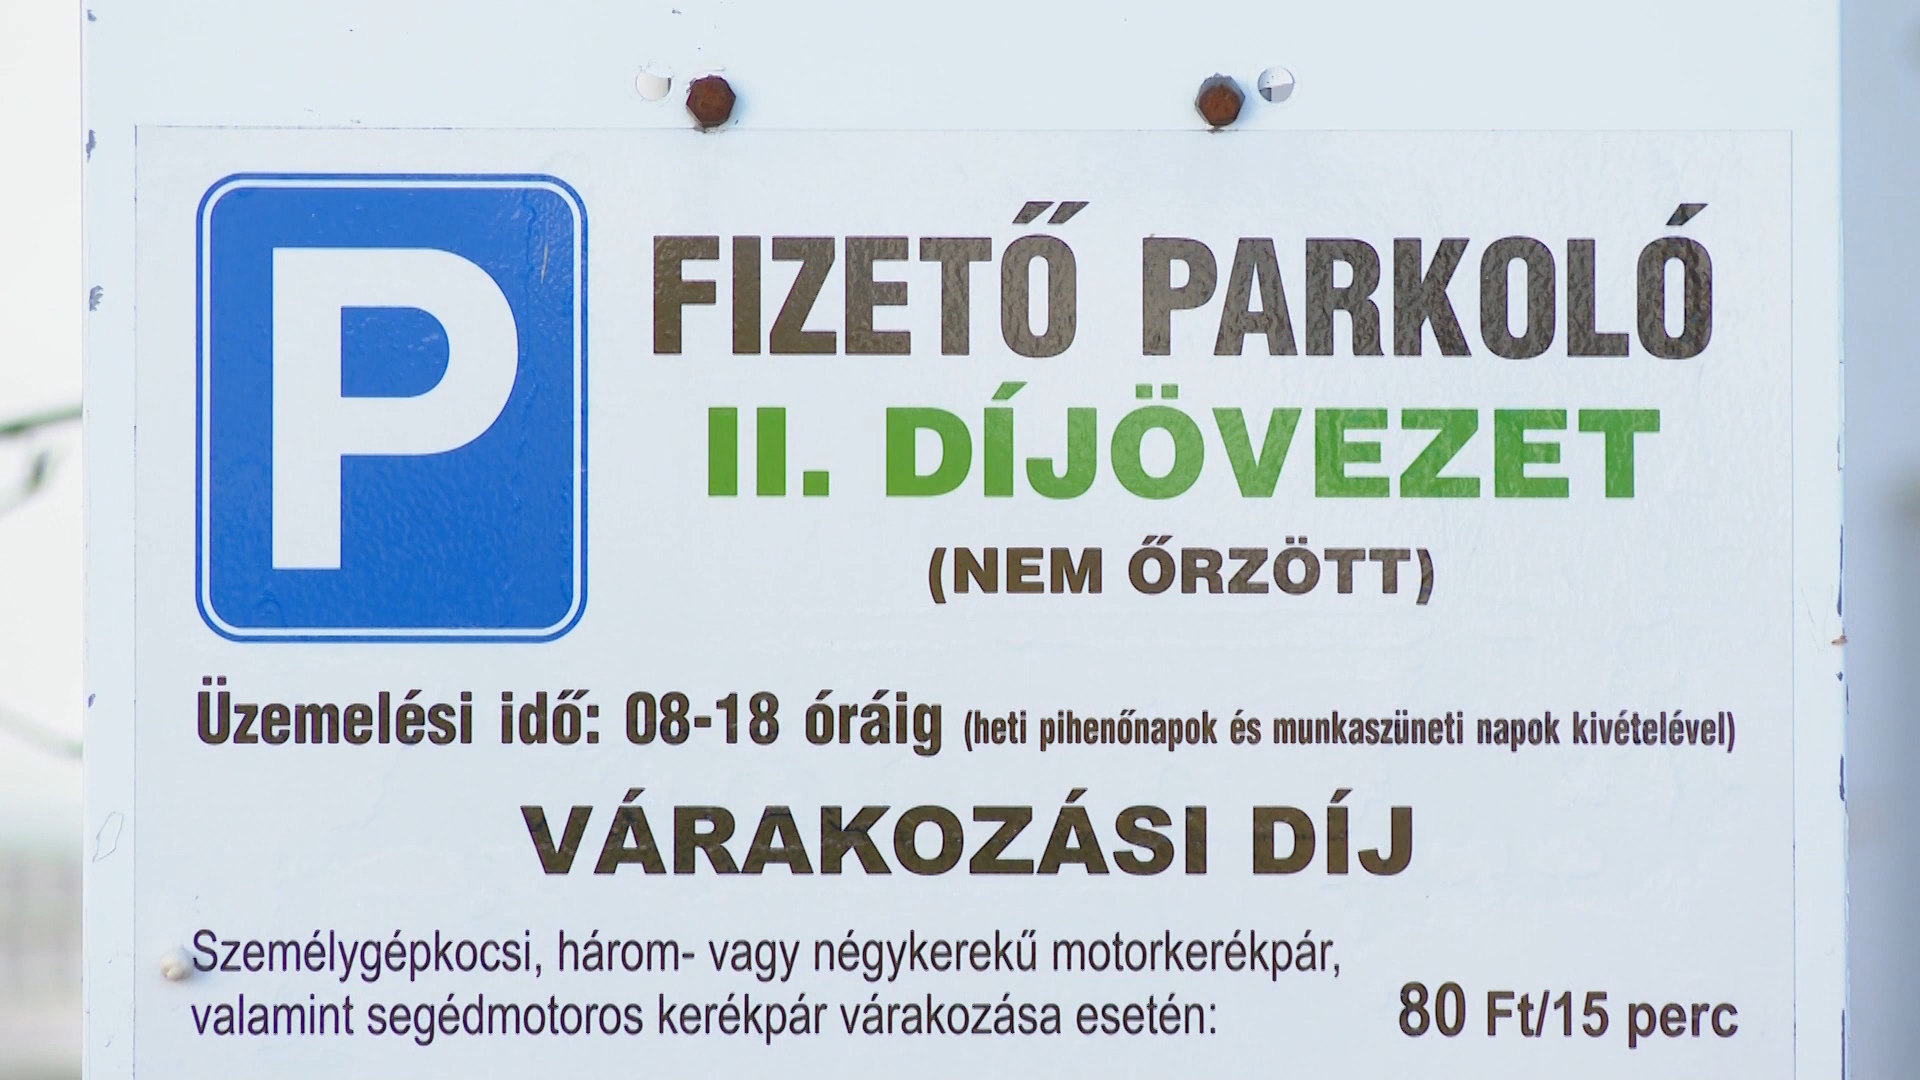 P
FIZETŐ PARKOLÓ
II. DÍJÖVEZET
(NEM ŐRZÖTT)
Üzemelési idő: 08-18 óráig (heti pihenőnapok és munkaszüneti napok kivételével)
VÁRAKOZÁSI DÍJ
Személygépkocsi, három- vagy négykerekű motorkerékpár,
valamint segédmotoros kerékpár várakozása esetén: 80 Ft/15 perc